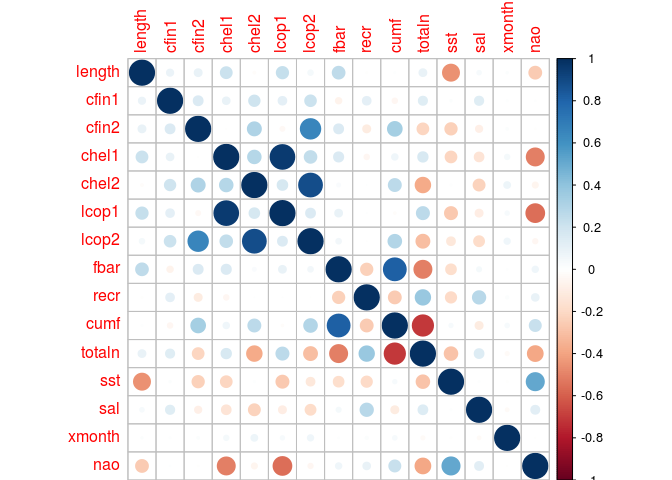 length cfin1 cfin2 chel1 chel2 lcop1 lcop2 fbar recr cumf totaln sst sal xmonth nao
length
cfin1
cfin2
chel1
chel2
lcop1
lcop2
fbar
recr
cumf
totaln
sst
sal
xmonth
nao
1
0.8
0.6
0.4
0.2
0
-0.2
-0.4
-0.6
-0.8
-1